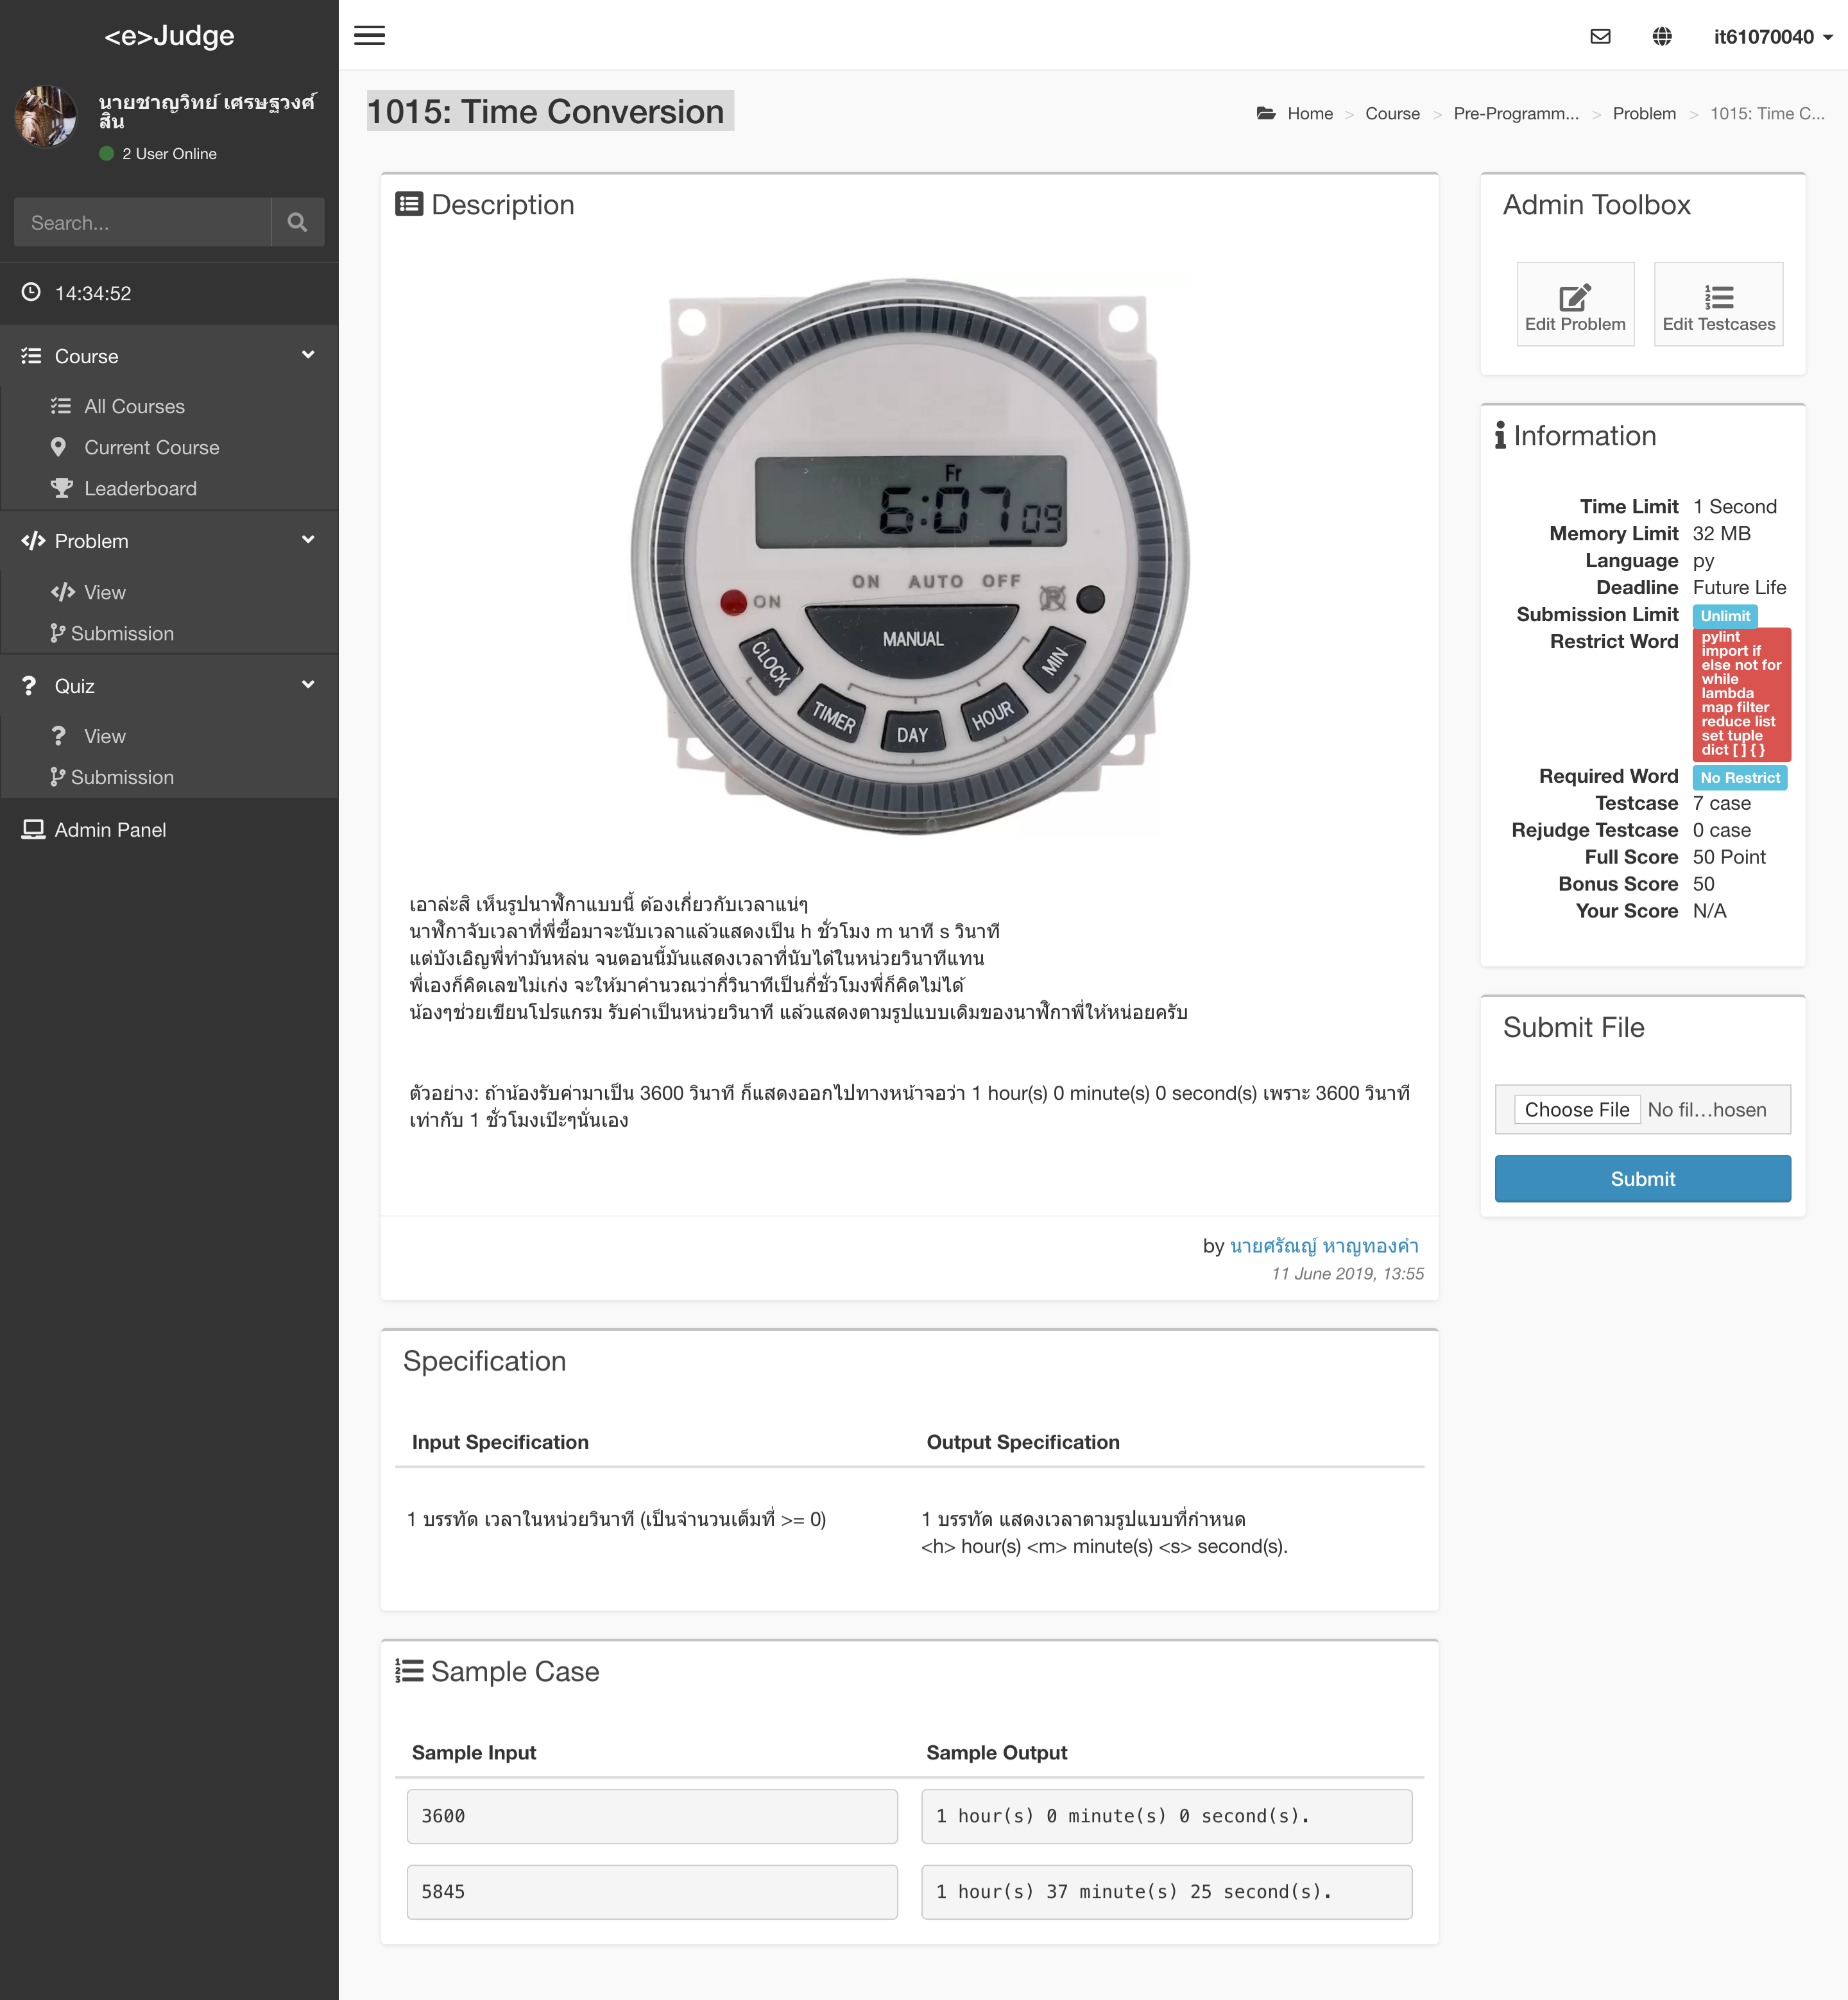 <e>Judge
นายชาญวิทย์ เศรษฐวงศ์
สิน
2 User Online
Search...
14:34:52
Course
All Courses
Current Course
Leaderboard
Problem
View
Submission
Quiz
View
Submission
Admin Panel
it61070040
1015: Time Conversion
Home > Course > Pre-Programm... > Problem > 1015: Time C...
Description
Fr
6:07 09
ON AUTO OFF
ON
R
MANUAL
CLOCK
TIMER
DAY
HOUR
MIN
เอาล่ะสิ เห็นรูปนาฬิกาแบบนี้ ต้องเกี่ยวกับเวลาแน่ๆ
นาฬิกาจับเวลาที่พี่ซื้อมาจะนับเวลาแล้วแสดงเป็น h ชั่วโมง m นาที s วินาที
แต่บังเอิญพี่ทำมันหล่น จนตอนนี้มันแสดงเวลาที่นับได้ในหน่วยวินาทีแทน
พี่เองก็คิดเลขไม่เก่ง จะให้มาคำนวณว่ากี่วินาทีเป็นกี่ชั่วโมงพี่ก็คิดไม่ได้
น้องๆช่วยเขียนโปรแกรม รับค่าเป็นหน่วยวินาที แล้วแสดงตามรูปแบบเดิมของนาฬิกาพี่ให้หน่อยครับ
ตัวอย่าง: ถ้าน้องรับค่ามาเป็น 3600 วินาที ก็แสดงออกไปทางหน้าจอว่า 1 hour(s) 0 minute(s) 0 second(s) เพราะ 3600 วินาที
เท่ากับ 1 ชั่วโมงเป๊ะๆนั่นเอง
by นายศรัณญ์ หาญทองคำ
11 June 2019, 13:55
Specification
Input Specification
Output Specification
1 บรรทัด เวลาในหน่วยวินาที (เป็นจำนวนเต็มที่ >= 0)
1 บรรทัด แสดงเวลาตามรูปแบบที่กำหนด
<h> hour(s) <m> minute(s) <s> second(s).
Sample Case
Sample Input
Sample Output
3600
1 hour(s) 0 minute(s) 0 second(s).
5845
1 hour(s) 37 minute(s) 25 second(s).
Admin Toolbox
Edit Problem
Edit Testcases
Information
Time Limit 1 Second
Memory Limit 32 MB
Language py
Deadline Future Life
Submission Limit Unlimit
Restrict Word pylint
import if
else not for
while
lambda
map filter
reduce list
set tuple
dict [ ] { }
Required Word No Restrict
Testcase 7 case
Rejudge Testcase 0 case
Full Score 50 Point
Bonus Score 50
Your Score N/A
Submit File
Choose File No fil...hosen
Submit